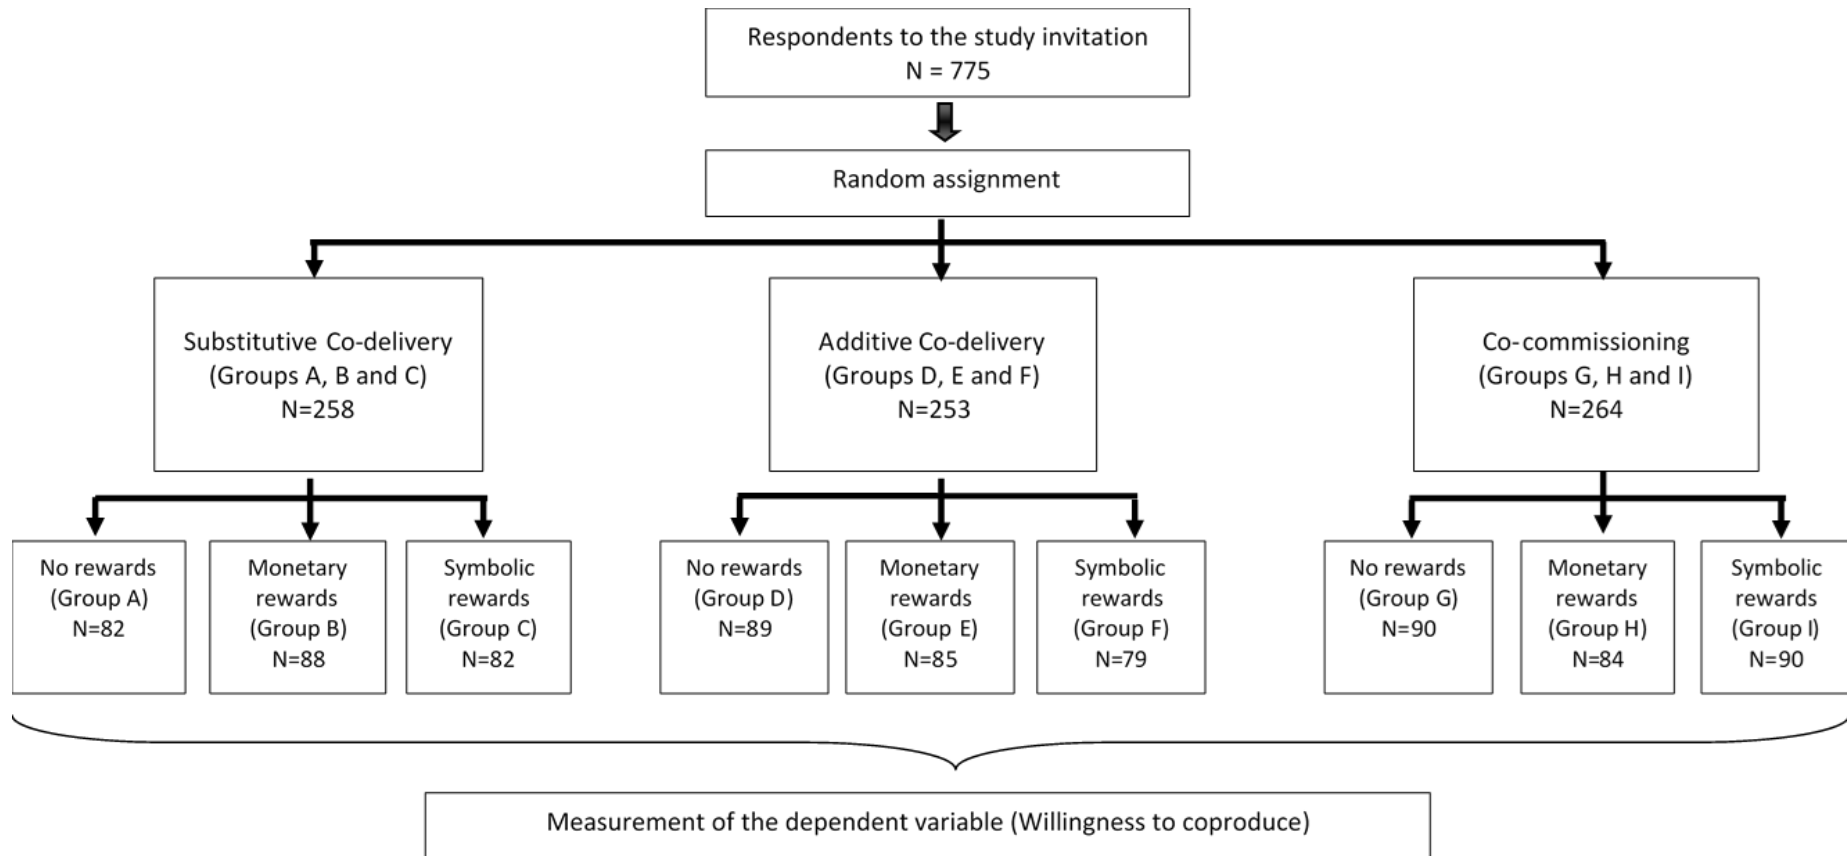 Respondents to the study invitation
N = 775
Random assignment
Substitutive Co-delivery
(Groups A, B and C)
N=258
Additive Co-delivery
(Groups D, E and F)
N=253
Co-commissioning
(Groups G, H and I)
N=264
No rewards
(Group A)
N=82
Monetary
rewards
(Group B)
N=88
Symbolic
rewards
(Group C)
N=82
No rewards
(Group D)
N=89
Monetary
rewards
(Group E)
N=85
Symbolic
rewards
(Group F)
N=79
No rewards
(Group G)
N=90
Monetary
rewards
(Group H)
N=84
Symbolic
rewards
(Group I)
N=90
Measurement of the dependent variable (Willingness to coproduce)